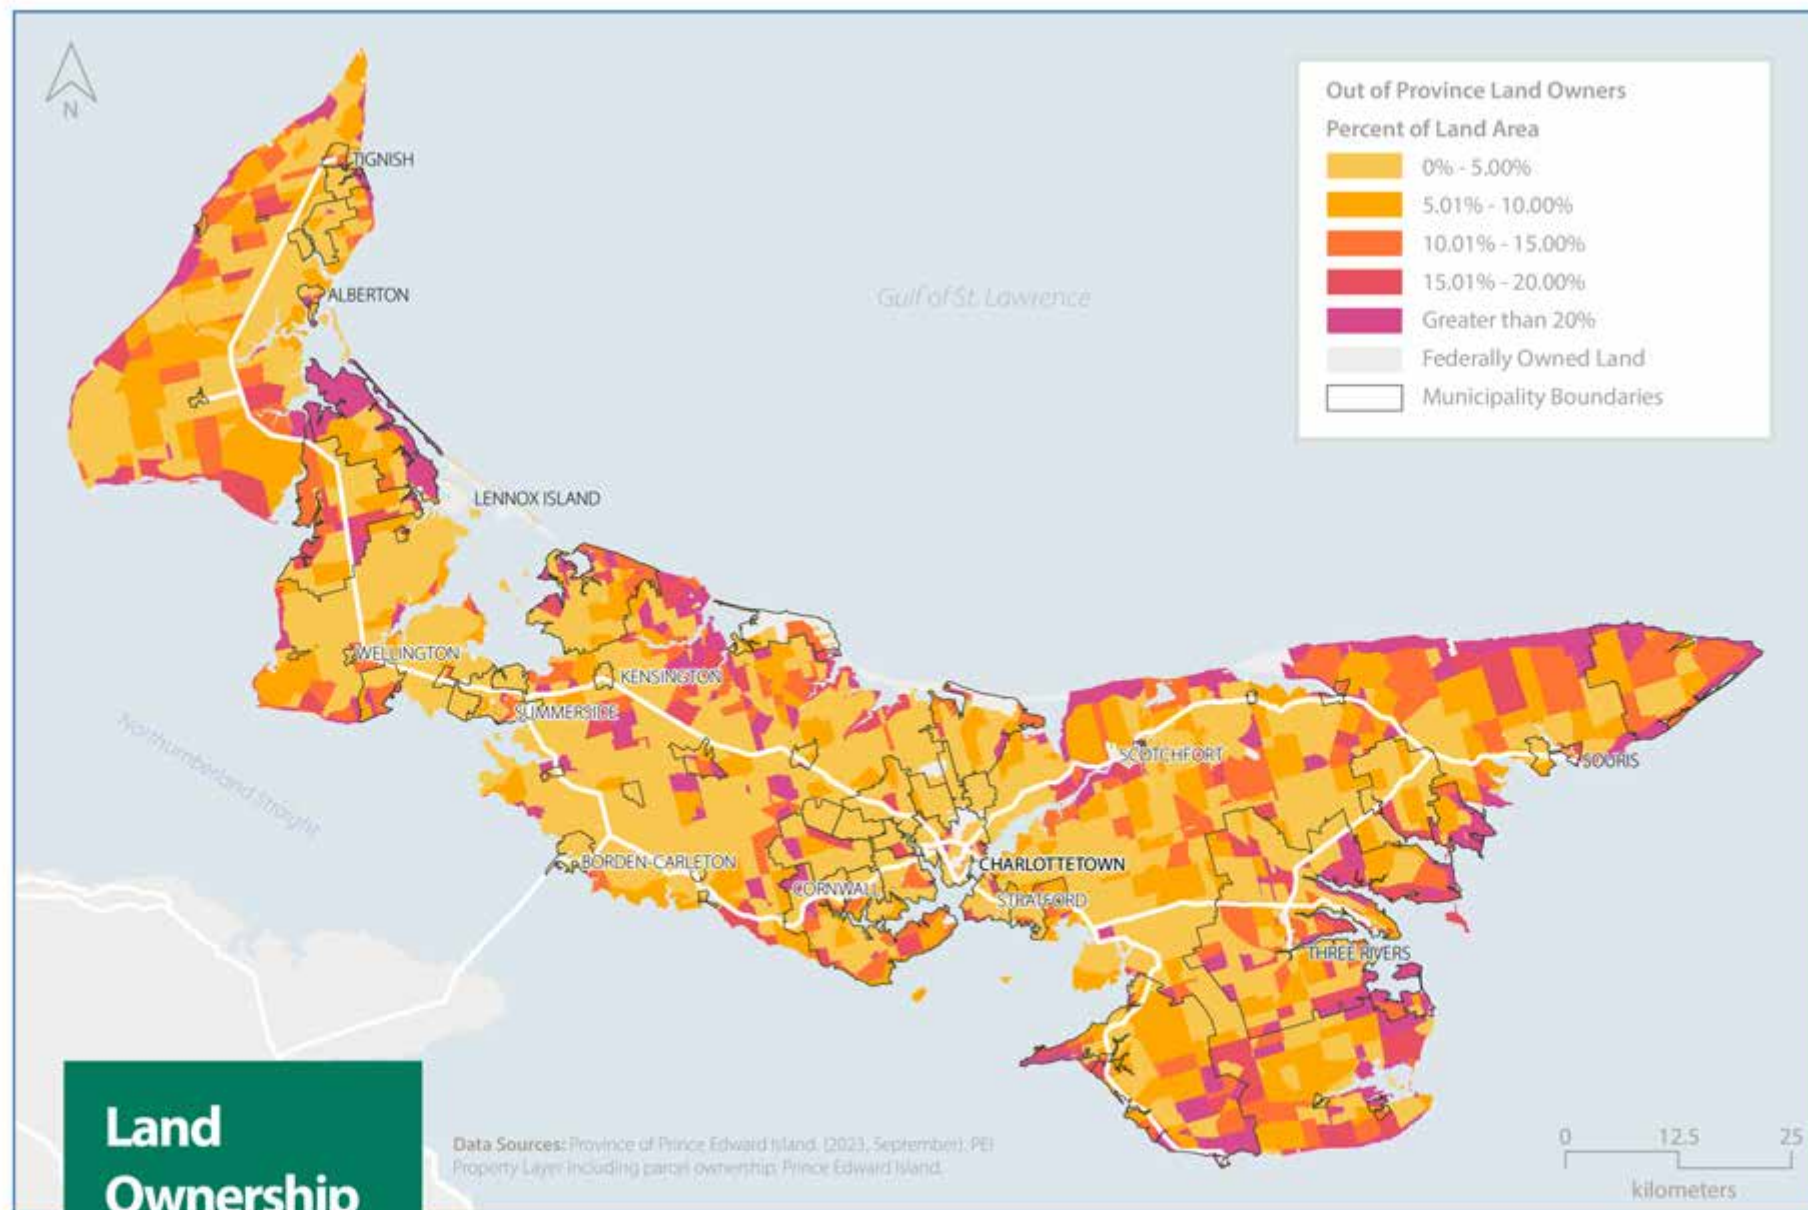 N
Out of Province Land Owners
Percent of Land Area
0% - 5.00%
5.01% - 10.00%
10.01% - 15.00%
15.01% - 20.00%
Greater than 20%
Federally Owned Land
Municipality Boundaries
TIGNISH
ALBERTON
Gulf of St. Lawrence
LENNOX ISLAND
WELLINGTON
KENSINGTON
SUMMERSIDE
Northumberland Straight
SCOTCHFORT
SOURIS
BORDEN-CARLETON
CHARLOTTETOWN
CORNWALL
STRATFORD
THREE RIVERS
Land
Ownership
Data Sources: Province of Prince Edward Island. (2023, September). PEI
Property Layer including parcel ownership. Prince Edward Island.
0 12.5 25
kilometers